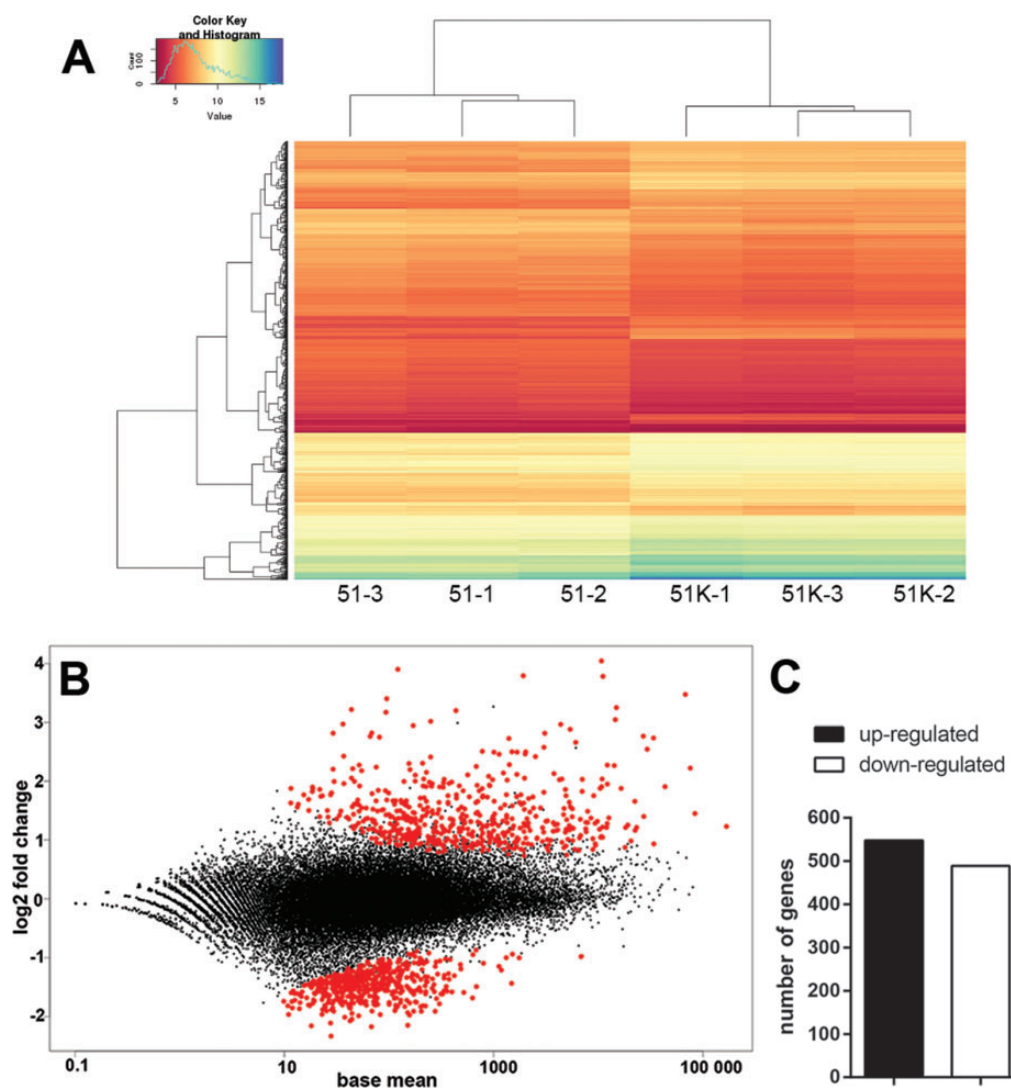 A
Color Key
and Histogram
Count
0 100
5 10 15
Value
51-3 51-1 51-2 51K-1 51K-3 51K-2
B
log2 fold change
4
3
2
1
0
-1
-2
0.1 10 1000 100 000
base mean
C
up-regulated
down-regulated
number of genes
600
500
400
300
200
100
0